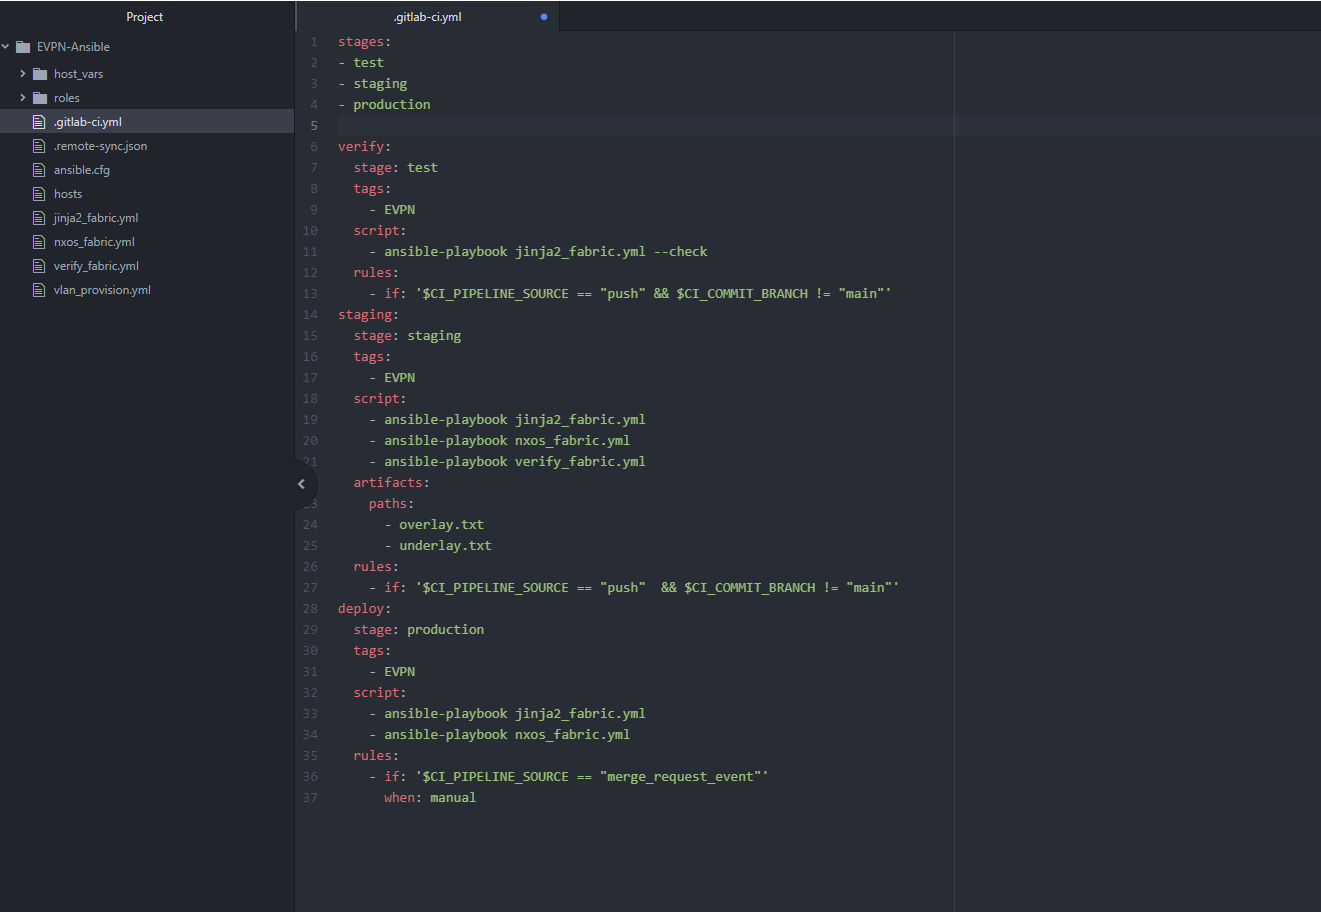 Project
.gitlab-ci.yml
EVPN-Ansible
host_vars
roles
.gitlab-ci.yml
.remote-sync.json
ansible.cfg
hosts
jinja2_fabric.yml
nxos_fabric.yml
verify_fabric.yml
vlan_provision.yml
1 stages:
2 - test
3 - staging
4 - production
5
6 verify:
7   stage: test
8   tags:
9     - EVPN
10   script:
11     - ansible-playbook jinja2_fabric.yml --check
12   rules:
13     - if: '$CI_PIPELINE_SOURCE == "push" && $CI_COMMIT_BRANCH != "main"'
14 staging:
15   stage: staging
16   tags:
17     - EVPN
18   script:
19     - ansible-playbook jinja2_fabric.yml
20     - ansible-playbook nxos_fabric.yml
21     - ansible-playbook verify_fabric.yml
artifacts:
3     paths:
24       - overlay.txt
25       - underlay.txt
26   rules:
27     - if: '$CI_PIPELINE_SOURCE == "push"  && $CI_COMMIT_BRANCH != "main"'
28 deploy:
29   stage: production
30   tags:
31     - EVPN
32   script:
33     - ansible-playbook jinja2_fabric.yml
34     - ansible-playbook nxos_fabric.yml
35   rules:
36     - if: '$CI_PIPELINE_SOURCE == "merge_request_event"'
37       when: manual